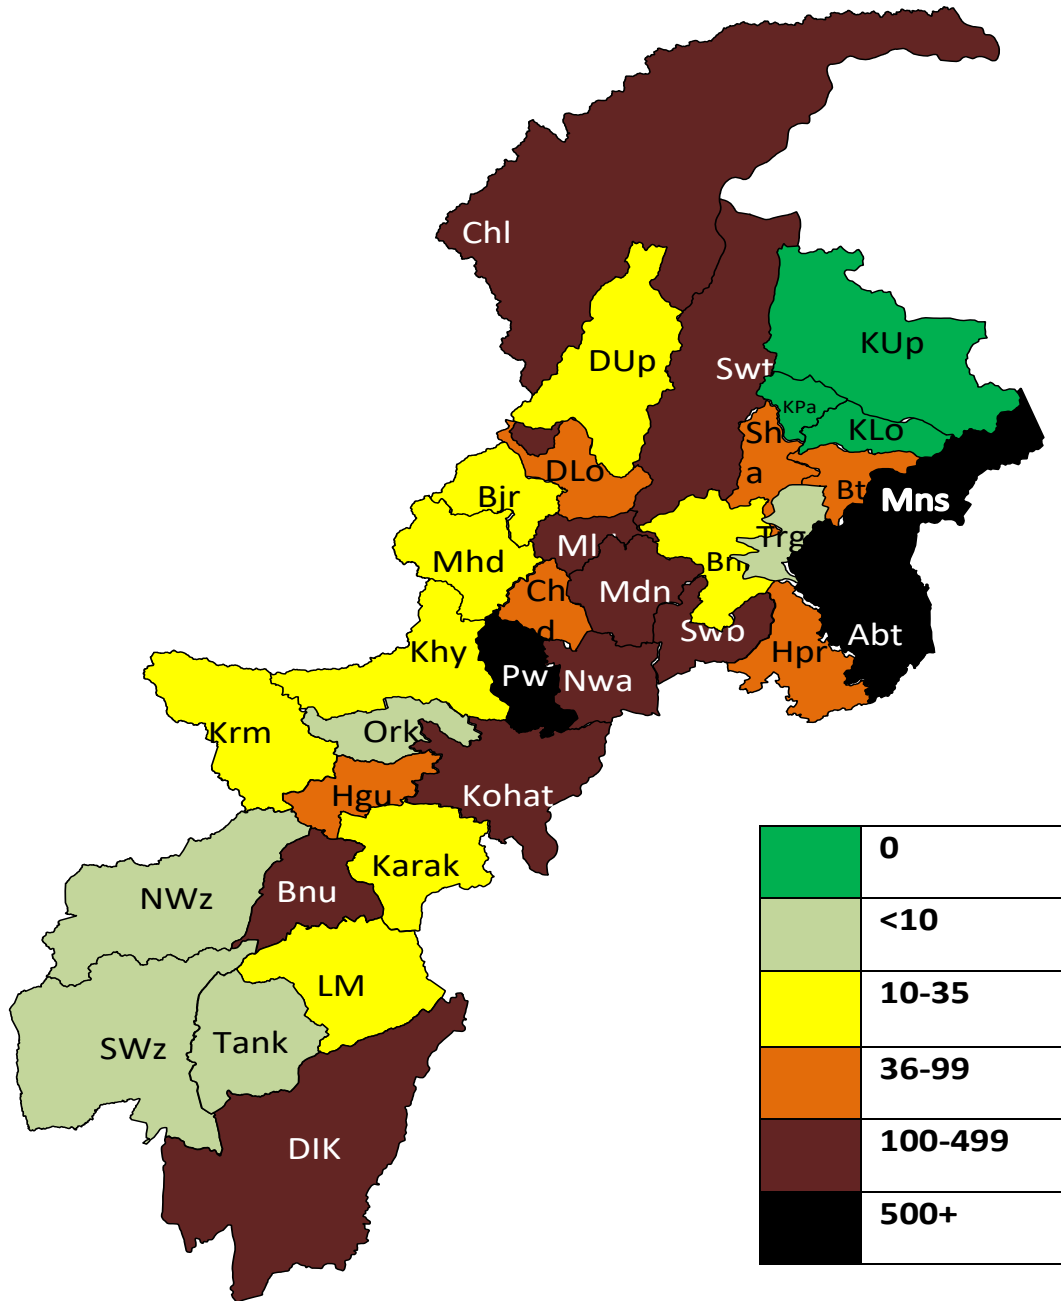 Chl
KUp
DUp
Swt
KPa
KLo
Sh
a
DLo
Bt
Bjr
Mns
Trg
Ml
Mhd
Bn
Mdn
Ch
d
Swb
Abt
Khy
Hpr
Pw
Nwa
Krm
Ork
Hgu
Kohat
Karak
NWz
Bnu
LM
SWz
Tank
DIK
0
<10
10-35
36-99
100-499
500+